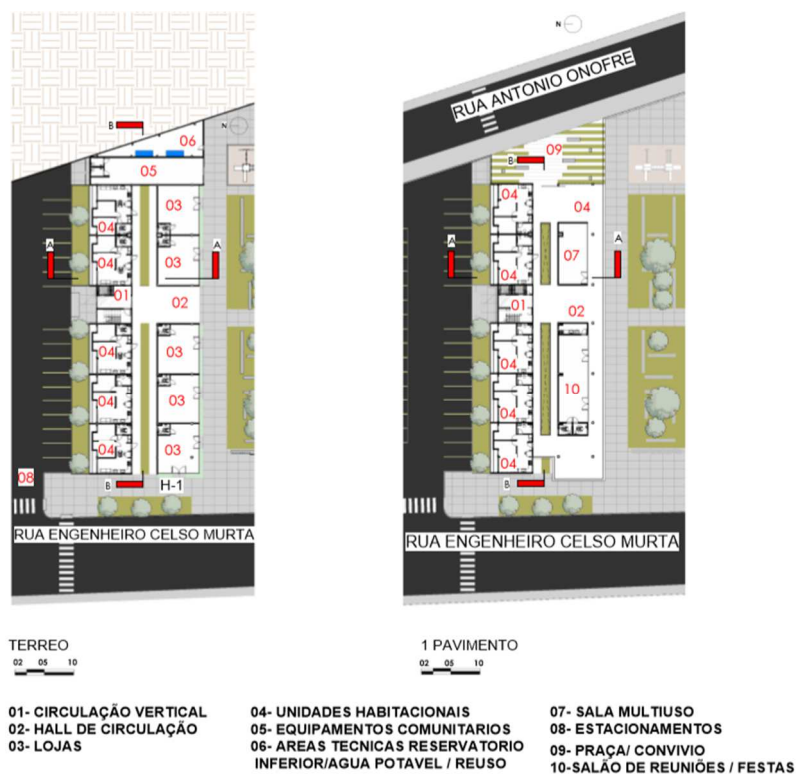 N
RUA ANTONIO ONOFRE
B
06
N
05
03
04
A
A
04
03
01
02
04
03
04
03
04
03
08
B
H-1
RUA ENGENHEIRO CELSO MURTA
B
09
04
04
A
A
07
04
01
02
04
04
10
04
B
RUA ENGENHEIRO CELSO MURTA
TERREO
02 05 10
1 PAVIMENTO
02 05 10
01- CIRCULAÇÃO VERTICAL
02- HALL DE CIRCULAÇÃO
03- LOJAS
04- UNIDADES HABITACIONAIS
05- EQUIPAMENTOS COMUNITARIOS
06- AREAS TECNICAS RESERVATORIO
INFERIOR/AGUA POTAVEL / REUSO
07- SALA MULTIUSO
08- ESTACIONAMENTOS
09- PRAÇA/ CONVIVIO
10-SALÃO DE REUNIÕES / FESTAS